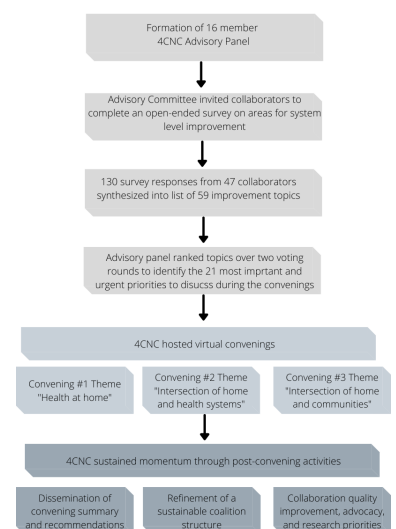 Formation of 16 member
4CNC Advisory Panel
Advisory Committee invited collaborators to
complete an open-ended survey on areas for system
level improvement
130 survey responses from 47 collaborators
synthesized into list of 59 improvement topics
Advisory panel ranked topics over two voting
rounds to identify the 21 most imprtant and
urgent priorities to disucss during the convenings
4CNC hosted virtual convenings
Convening #1 Theme
"Health at home"
Convening #2 Theme
"Intersection of home
and health systems"
Convening #3 Theme
"Intersection of home
and communities"
4CNC sustained momentum through post-convening activities
Dissemination of
convening summary
and recommendations
Refinement of a
sustainable coalition
structure
Collaboration quality
improvement, advocacy,
and research priorities